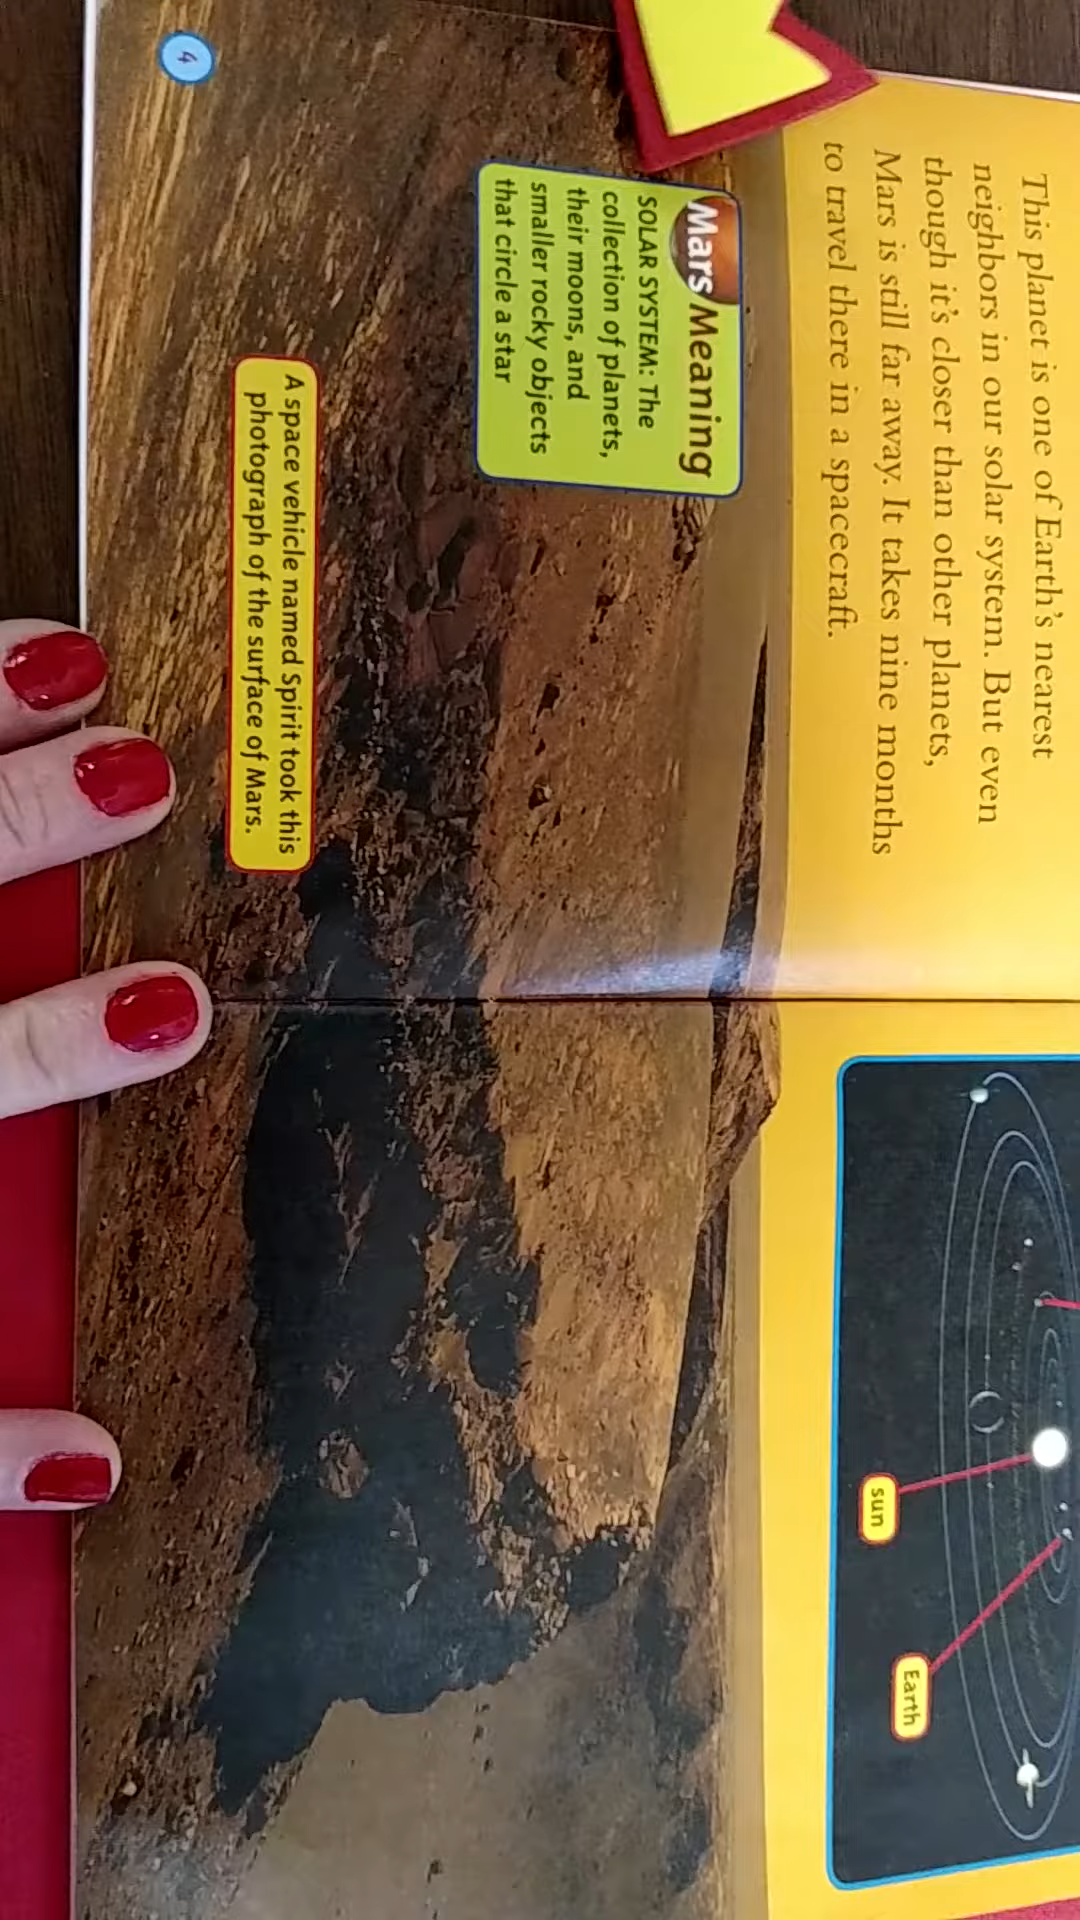 This planet is one of Earth's nearest
neighbors in our solar system. But even
though it's closer than other planets,
Mars is still far away. It takes nine months
to travel there in a spacecraft.
Mars Meaning
SOLAR SYSTEM: The
collection of planets,
their moons, and
smaller rocky objects
that circle a star
A space vehicle named Spirit took this
photograph of the surface of Mars.
4
sun
Earth